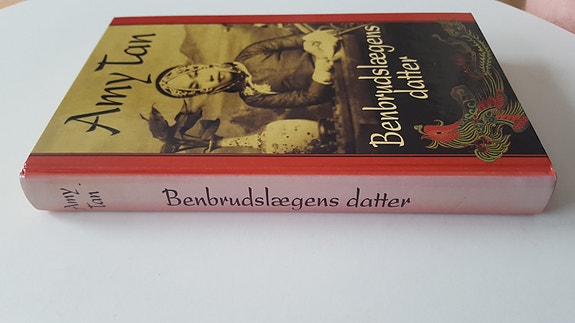 Amy Tan
Benbrudslægens
datter
Amy
Tan.
Benbrudslægens datter